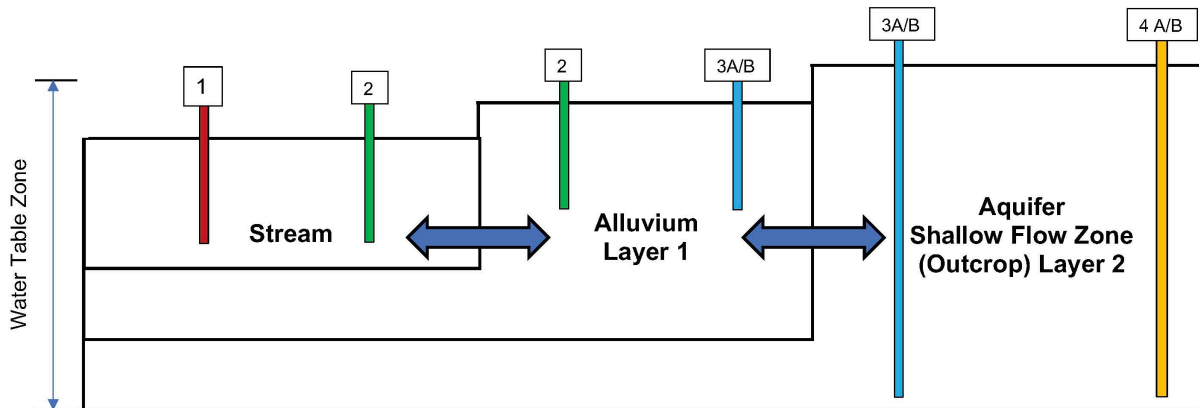 3A/B
4 A/B
1
2
2
3A/B
Water Table Zone
Stream
Alluvium
Layer 1
Aquifer
Shallow Flow Zone
(Outcrop) Layer 2